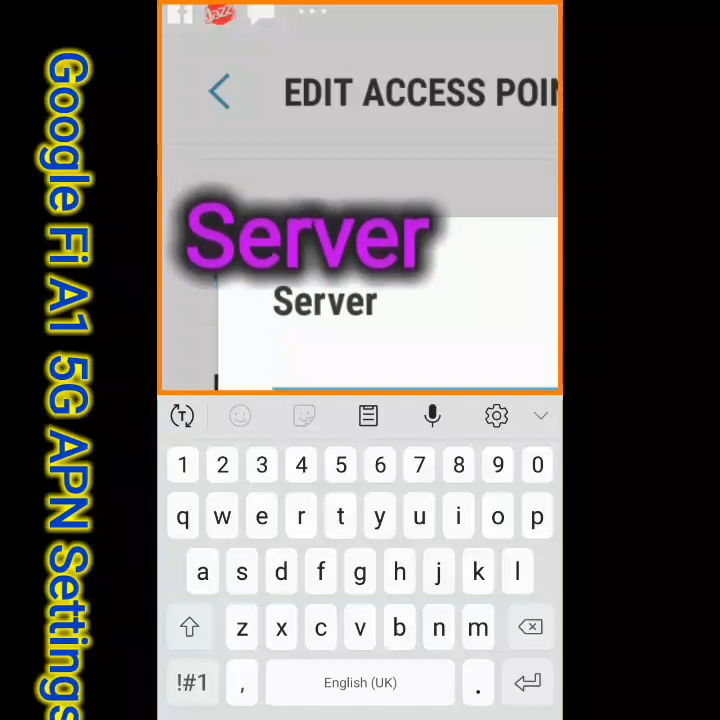 Google Fi A1 5G APN Settings
Jazz
EDIT ACCESS POIN
Server
Server
1 2 3 4 5 6 7 8 9 0
q w e r t y u i o p
a s d f g h j k l
z x c v b n m
!#1 , English (UK) .